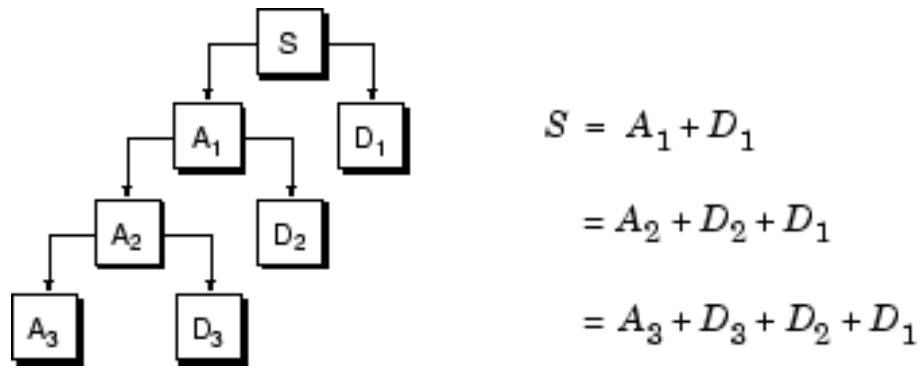 S
A₁ D₁
A₂ D₂
A₃ D₃
S = A₁ + D₁
= A₂ + D₂ + D₁
= A₃ + D₃ + D₂ + D₁